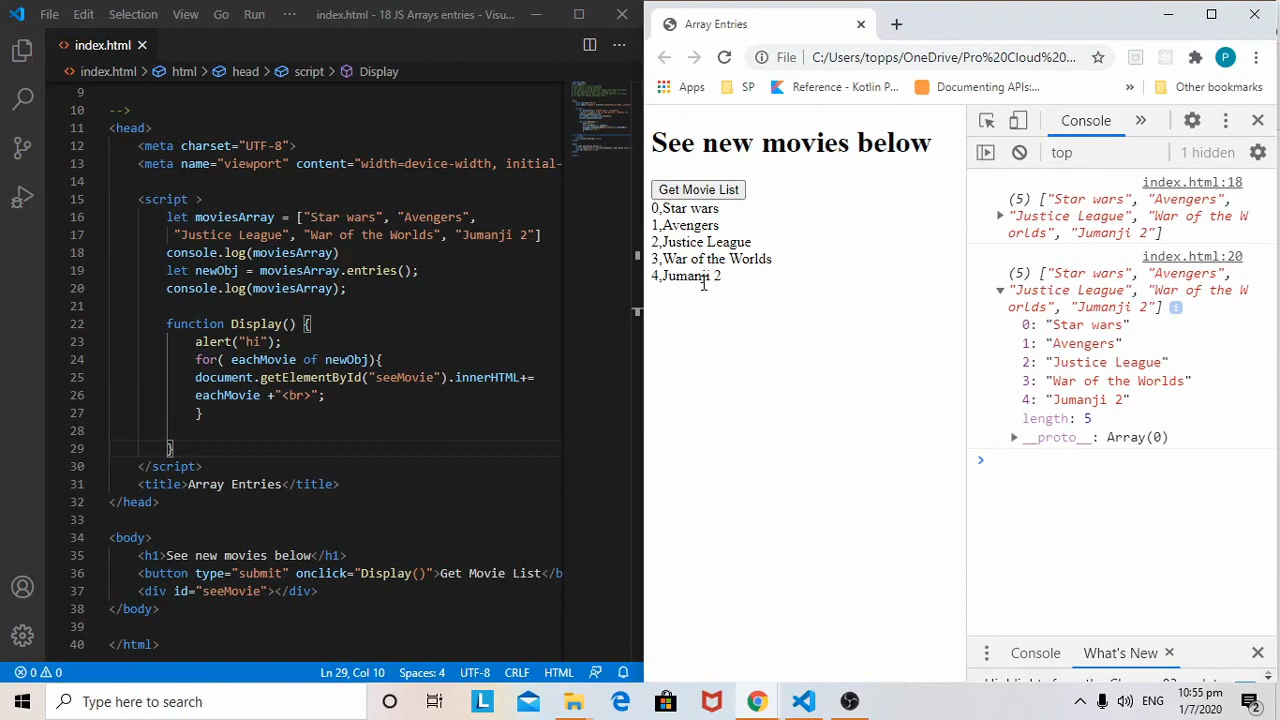 File Edit Selection View Go Run ··· index.html - 18 JS Arrays entries - Visu...
index.html
index.html > html > head > script > Display
9
10 -->
11 <head>
12 <meta charset="UTF-8">
13 <meta name="viewport" content="width=device-width, initial-
14
15 <script >
16 let moviesArray = ["Star wars", "Avengers",
17 "Justice League", "War of the Worlds", "Jumanji 2"]
18 console.log(moviesArray)
19 let newObj = moviesArray.entries();
20 console.log(moviesArray);
21
22 function Display() {
23 alert("hi");
24 for( eachMovie of newObj){
25 document.getElementById("seeMovie").innerHTML+=
26 eachMovie +"<br>";
27 }
28
29 }
30 </script>
31 <title>Array Entries</title>
32 </head>
33
34 <body>
35 <h1>See new movies below</h1>
36 <button type="submit" onclick="Display()">Get Movie List</b
37 <div id="seeMovie"></div>
38 </body>
39
40 </html>
0 0 Ln 29, Col 10 Spaces: 4 UTF-8 CRLF HTML
Array Entries
File C:/Users/topps/OneDrive/Pro%20Cloud%20... P
Apps SP Reference - Kotlin P... Documenting APIs... » Other bookmarks
See new movies below
Get Movie List
0,Star wars
1,Avengers
2,Justice League
3,War of the Worlds
4,Jumanji 2
Console »
top 1 hidden
index.html:18
(5) ["Star wars", "Avengers",
"Justice League", "War of the W
orlds", "Jumanji 2"]
index.html:20
(5) ["Star wars", "Avengers",
"Justice League", "War of the W
orlds", "Jumanji 2"] i
0: "Star wars"
1: "Avengers"
2: "Justice League"
3: "War of the Worlds"
4: "Jumanji 2"
length: 5
__proto__: Array(0)
>
Console What's New
Type here to search
L
ENG 10:55 pm
1/7/2020
2